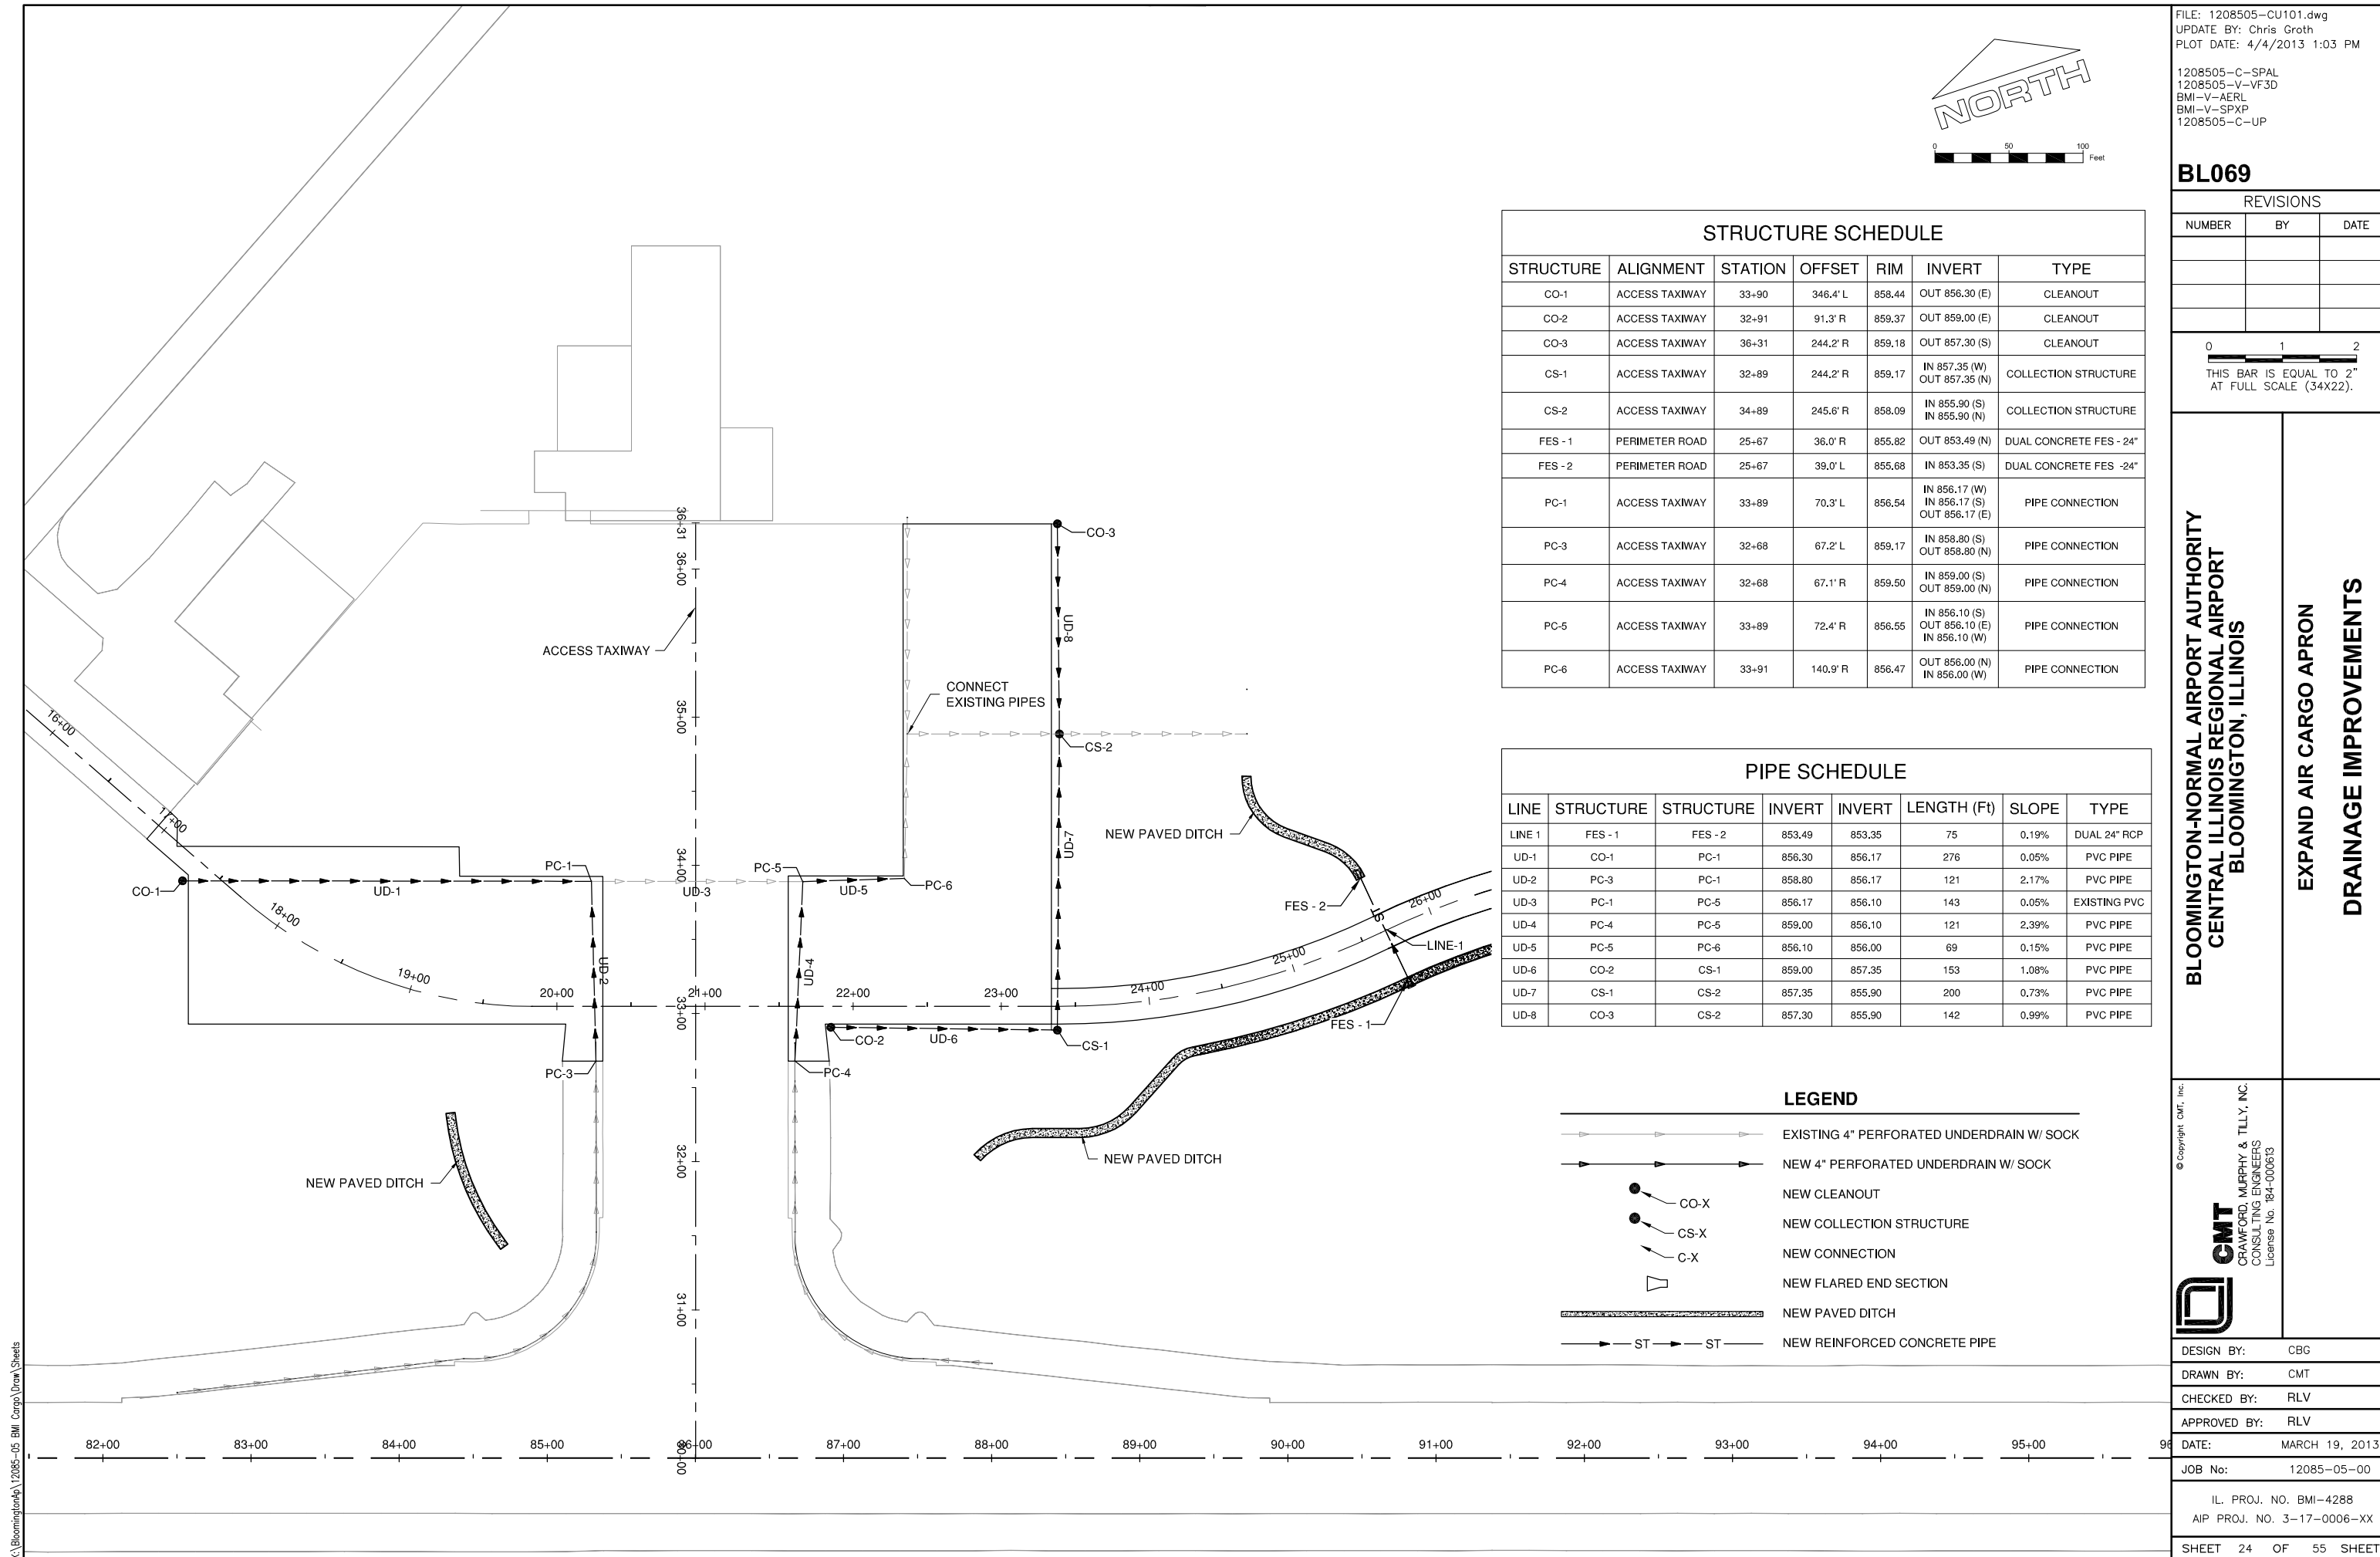 FILE: 1208505-CU101.dwg
UPDATE BY: Chris Groth
PLOT DATE: 4/4/2013 1:03 PM
1208505-C-SPAL
1208505-V-VF3D
BMI-V-AERL
BMI-V-SPXP
1208505-C-UP
BL069
REVISIONS
NUMBER BY DATE
0 1 2
THIS BAR IS EQUAL TO 2"
AT FULL SCALE (34X22).
BLOOMINGTON-NORMAL AIRPORT AUTHORITY
CENTRAL ILLINOIS REGIONAL AIRPORT
BLOOMINGTON, ILLINOIS
EXPAND AIR CARGO APRON
DRAINAGE IMPROVEMENTS
© Copyright CMT, Inc.
CMT
CRAWFORD, MURPHY & TILLY, INC.
CONSULTING ENGINEERS
License No. 184-000613
DESIGN BY: CBG
DRAWN BY: CMT
CHECKED BY: RLV
APPROVED BY: RLV
DATE: MARCH 19, 2013
JOB No: 12085-05-00
IL. PROJ. NO. BMI-4288
AIP PROJ. NO. 3-17-0006-XX
SHEET 24 OF 55 SHEET
NORTH
0 50 100
Feet
STRUCTURE SCHEDULE
STRUCTURE ALIGNMENT STATION OFFSET RIM INVERT TYPE
CO-1 ACCESS TAXIWAY 33+90 346.4' L 858.44 OUT 856.30 (E) CLEANOUT
CO-2 ACCESS TAXIWAY 32+91 91.3' R 859.37 OUT 859.00 (E) CLEANOUT
CO-3 ACCESS TAXIWAY 36+31 244.2' R 859.18 OUT 857.30 (S) CLEANOUT
CS-1 ACCESS TAXIWAY 32+89 244.2' R 859.17 IN 857.35 (W)
OUT 857.35 (N) COLLECTION STRUCTURE
CS-2 ACCESS TAXIWAY 34+89 245.6' R 858.09 IN 855.90 (S)
IN 855.90 (N) COLLECTION STRUCTURE
FES - 1 PERIMETER ROAD 25+67 36.0' R 855.82 OUT 853.49 (N) DUAL CONCRETE FES - 24"
FES - 2 PERIMETER ROAD 25+67 39.0' L 855.68 IN 853.35 (S) DUAL CONCRETE FES -24"
PC-1 ACCESS TAXIWAY 33+89 70.3' L 856.54 IN 856.17 (W)
IN 856.17 (S)
OUT 856.17 (E) PIPE CONNECTION
PC-3 ACCESS TAXIWAY 32+68 67.2' L 859.17 IN 858.80 (S)
OUT 858.80 (N) PIPE CONNECTION
PC-4 ACCESS TAXIWAY 32+68 67.1' R 859.50 IN 859.00 (S)
OUT 859.00 (N) PIPE CONNECTION
PC-5 ACCESS TAXIWAY 33+89 72.4' R 856.55 IN 856.10 (S)
OUT 856.10 (E)
IN 856.10 (W) PIPE CONNECTION
PC-6 ACCESS TAXIWAY 33+91 140.9' R 856.47 OUT 856.00 (N)
IN 856.00 (W) PIPE CONNECTION
PIPE SCHEDULE
LINE STRUCTURE STRUCTURE INVERT INVERT LENGTH (Ft) SLOPE TYPE
LINE 1 FES - 1 FES - 2 853.49 853.35 75 0.19% DUAL 24" RCP
UD-1 CO-1 PC-1 856.30 856.17 276 0.05% PVC PIPE
UD-2 PC-3 PC-1 858.80 856.17 121 2.17% PVC PIPE
UD-3 PC-1 PC-5 856.17 856.10 143 0.05% EXISTING PVC
UD-4 PC-4 PC-5 859.00 856.10 121 2.39% PVC PIPE
UD-5 PC-5 PC-6 856.10 856.00 69 0.15% PVC PIPE
UD-6 CO-2 CS-1 859.00 857.35 153 1.08% PVC PIPE
UD-7 CS-1 CS-2 857.35 855.90 200 0.73% PVC PIPE
UD-8 CO-3 CS-2 857.30 855.90 142 0.99% PVC PIPE
LEGEND
EXISTING 4" PERFORATED UNDERDRAIN W/ SOCK
NEW 4" PERFORATED UNDERDRAIN W/ SOCK
CO-X NEW CLEANOUT
CS-X NEW COLLECTION STRUCTURE
C-X NEW CONNECTION
NEW FLARED END SECTION
NEW PAVED DITCH
ST ST NEW REINFORCED CONCRETE PIPE
36+31
36+00
35+00
34+00
33+00
32+00
31+00
CO-3
UD-8
ACCESS TAXIWAY
CONNECT
EXISTING PIPES
CS-2
16+00
17+00
18+00
19+00
20+00
21+00
22+00
23+00
24+00
25+00
26+00
NEW PAVED DITCH
UD-7
PC-1
PC-5
CO-1
UD-1
UD-3
UD-5
PC-6
FES - 2
LINE-1
UD-2
UD-4
CO-2
UD-6
CS-1
FES - 1
PC-3
PC-4
NEW PAVED DITCH
NEW PAVED DITCH
82+00 83+00 84+00 85+00 86+00 87+00 88+00 89+00 90+00 91+00 92+00 93+00 94+00 95+00 96
K:\BloomingtonAp\12085-05 BMI Cargo\Draw\Sheets